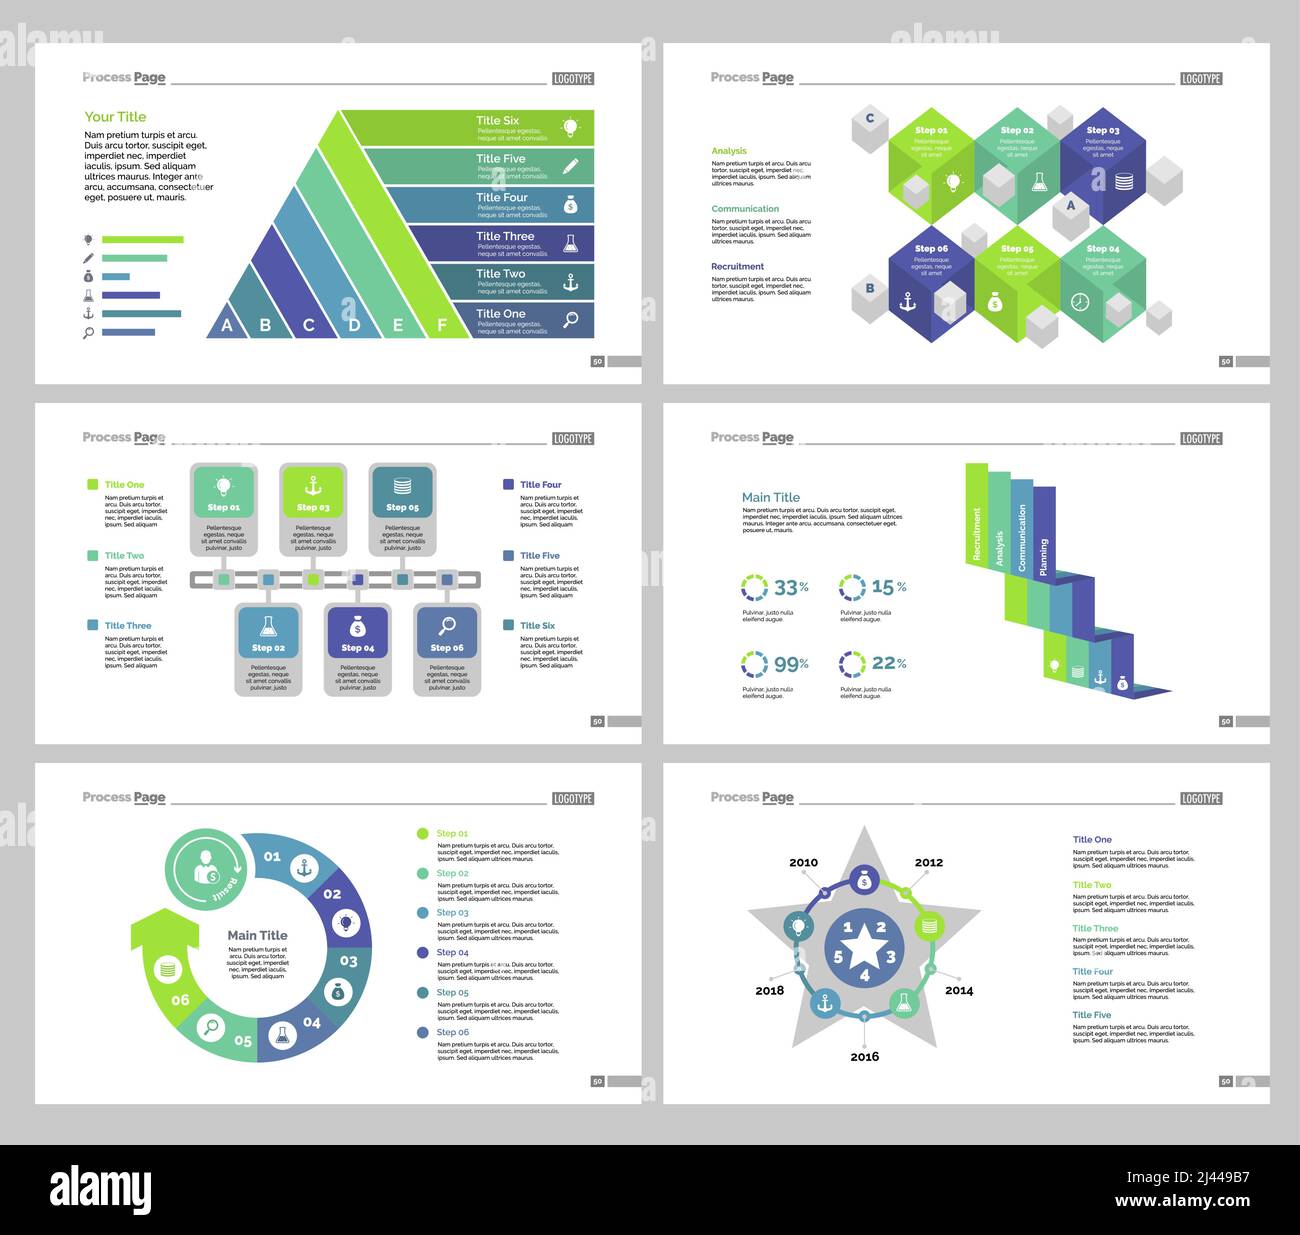 Process Page
LOGOTYPE
Your Title
Nam pretium turpis et arcu.
Duis arcu tortor, suscipit eget,
imperdiet nec, imperdiet
iaculis, ipsum. Sed aliquam
ultrices mauris. Integer ante
arcu, accumsana, consectetuer
eget, posuere ut, mauris.
A B C D E F
Title Six
Pellentesque egestas,
neque sit amet convallis
Title Five
Pellentesque egestas,
neque sit amet convallis
Title Four
Pellentesque egestas,
neque sit amet convallis
Title Three
Pellentesque egestas,
neque sit amet convallis
Title Two
Pellentesque egestas,
neque sit amet convallis
Title One
Pellentesque egestas,
neque sit amet convallis
50
Process Page
LOGOTYPE
Analysis
Nam pretium turpis et arcu. Duis arcu
tortor, suscipit eget, imperdiet nec,
imperdiet iaculis, ipsum. Sed aliquam
ultrices maurus.
Communication
Nam pretium turpis et arcu. Duis arcu
tortor, suscipit eget, imperdiet nec,
imperdiet iaculis, ipsum. Sed aliquam
ultrices maurus.
Recruitment
Nam pretium turpis et arcu. Duis arcu
tortor, suscipit eget, imperdiet nec,
imperdiet iaculis, ipsum. Sed aliquam
ultrices maurus.
C
Step 01
Pellentesque
egestas, neque
sit amet
Step 02
Pellentesque
egestas, neque
sit amet
Step 03
Pellentesque
egestas, neque
sit amet
A
B
Step 06
Pellentesque
egestas, neque
sit amet
Step 05
Pellentesque
egestas, neque
sit amet
Step 04
Pellentesque
egestas, neque
sit amet
50
Process Page
LOGOTYPE
Title One
Nam pretium turpis et
arcu. Duis arcu tortor,
suscipit eget, imperdiet
nec, imperdiet iaculis,
ipsum. Sed aliquam
Title Two
Nam pretium turpis et
arcu. Duis arcu tortor,
suscipit eget, imperdiet
nec, imperdiet iaculis,
ipsum. Sed aliquam
Title Three
Nam pretium turpis et
arcu. Duis arcu tortor,
suscipit eget, imperdiet
nec, imperdiet iaculis,
ipsum. Sed aliquam
Step 01
Pellentesque
egestas, neque
sit amet convallis
pulvinar, justo
Step 03
Pellentesque
egestas, neque
sit amet convallis
pulvinar, justo
Step 05
Pellentesque
egestas, neque
sit amet convallis
pulvinar, justo
Step 02
Pellentesque
egestas, neque
sit amet convallis
pulvinar, justo
Step 04
Pellentesque
egestas, neque
sit amet convallis
pulvinar, justo
Step 06
Pellentesque
egestas, neque
sit amet convallis
pulvinar, justo
Title Four
Nam pretium turpis et
arcu. Duis arcu tortor,
suscipit eget, imperdiet
nec, imperdiet iaculis,
ipsum. Sed aliquam
Title Five
Nam pretium turpis et
arcu. Duis arcu tortor,
suscipit eget, imperdiet
nec, imperdiet iaculis,
ipsum. Sed aliquam
Title Six
Nam pretium turpis et
arcu. Duis arcu tortor,
suscipit eget, imperdiet
nec, imperdiet iaculis,
ipsum. Sed aliquam
50
Process Page
LOGOTYPE
Main Title
Nam pretium turpis et arcu. Duis arcu tortor, suscipit eget,
imperdiet nec, imperdiet iaculis, ipsum. Sed aliquam ultrices
maurus. Integer ante arcu, accumsana, consectetuer eget,
posuere ut, mauris.
33%
Pulvinar, justo nulla
eleifend augue.
15%
Pulvinar, justo nulla
eleifend augue.
99%
Pulvinar, justo nulla
eleifend augue.
22%
Pulvinar, justo nulla
eleifend augue.
Recruitment
Analysis
Communication
Planning
50
Process Page
LOGOTYPE
Result
01
02
03
04
05
06
Main Title
Nam pretium turpis et
arcu. Duis arcu tortor,
suscipit eget, imperdiet
nec, imperdiet iaculis,
ipsum. Sed aliquam
Step 01
Nam pretium turpis et arcu. Duis arcu tortor,
suscipit eget, imperdiet nec, imperdiet iaculis,
ipsum. Sed aliquam ultrices maurus.
Step 02
Nam pretium turpis et arcu. Duis arcu tortor,
suscipit eget, imperdiet nec, imperdiet iaculis,
ipsum. Sed aliquam ultrices maurus.
Step 03
Nam pretium turpis et arcu. Duis arcu tortor,
suscipit eget, imperdiet nec, imperdiet iaculis,
ipsum. Sed aliquam ultrices maurus.
Step 04
Nam pretium turpis et arcu. Duis arcu tortor,
suscipit eget, imperdiet nec, imperdiet iaculis,
ipsum. Sed aliquam ultrices maurus.
Step 05
Nam pretium turpis et arcu. Duis arcu tortor,
suscipit eget, imperdiet nec, imperdiet iaculis,
ipsum. Sed aliquam ultrices maurus.
Step 06
Nam pretium turpis et arcu. Duis arcu tortor,
suscipit eget, imperdiet nec, imperdiet iaculis,
ipsum. Sed aliquam ultrices maurus.
50
Process Page
LOGOTYPE
2010
2012
2014
2016
2018
1 2
5 3
4
Title One
Nam pretium turpis et arcu. Duis arcu tortor,
suscipit eget, imperdiet nec, imperdiet iaculis,
ipsum. Sed aliquam ultrices maurus.
Title Two
Nam pretium turpis et arcu. Duis arcu tortor,
suscipit eget, imperdiet nec, imperdiet iaculis,
ipsum. Sed aliquam ultrices maurus.
Title Three
Nam pretium turpis et arcu. Duis arcu tortor,
suscipit eget, imperdiet nec, imperdiet iaculis,
ipsum. Sed aliquam ultrices maurus.
Title Four
Nam pretium turpis et arcu. Duis arcu tortor,
suscipit eget, imperdiet nec, imperdiet iaculis,
ipsum. Sed aliquam ultrices maurus.
Title Five
Nam pretium turpis et arcu. Duis arcu tortor,
suscipit eget, imperdiet nec, imperdiet iaculis,
ipsum. Sed aliquam ultrices maurus.
50
alamy
Image ID: 2J449B7
www.alamy.com